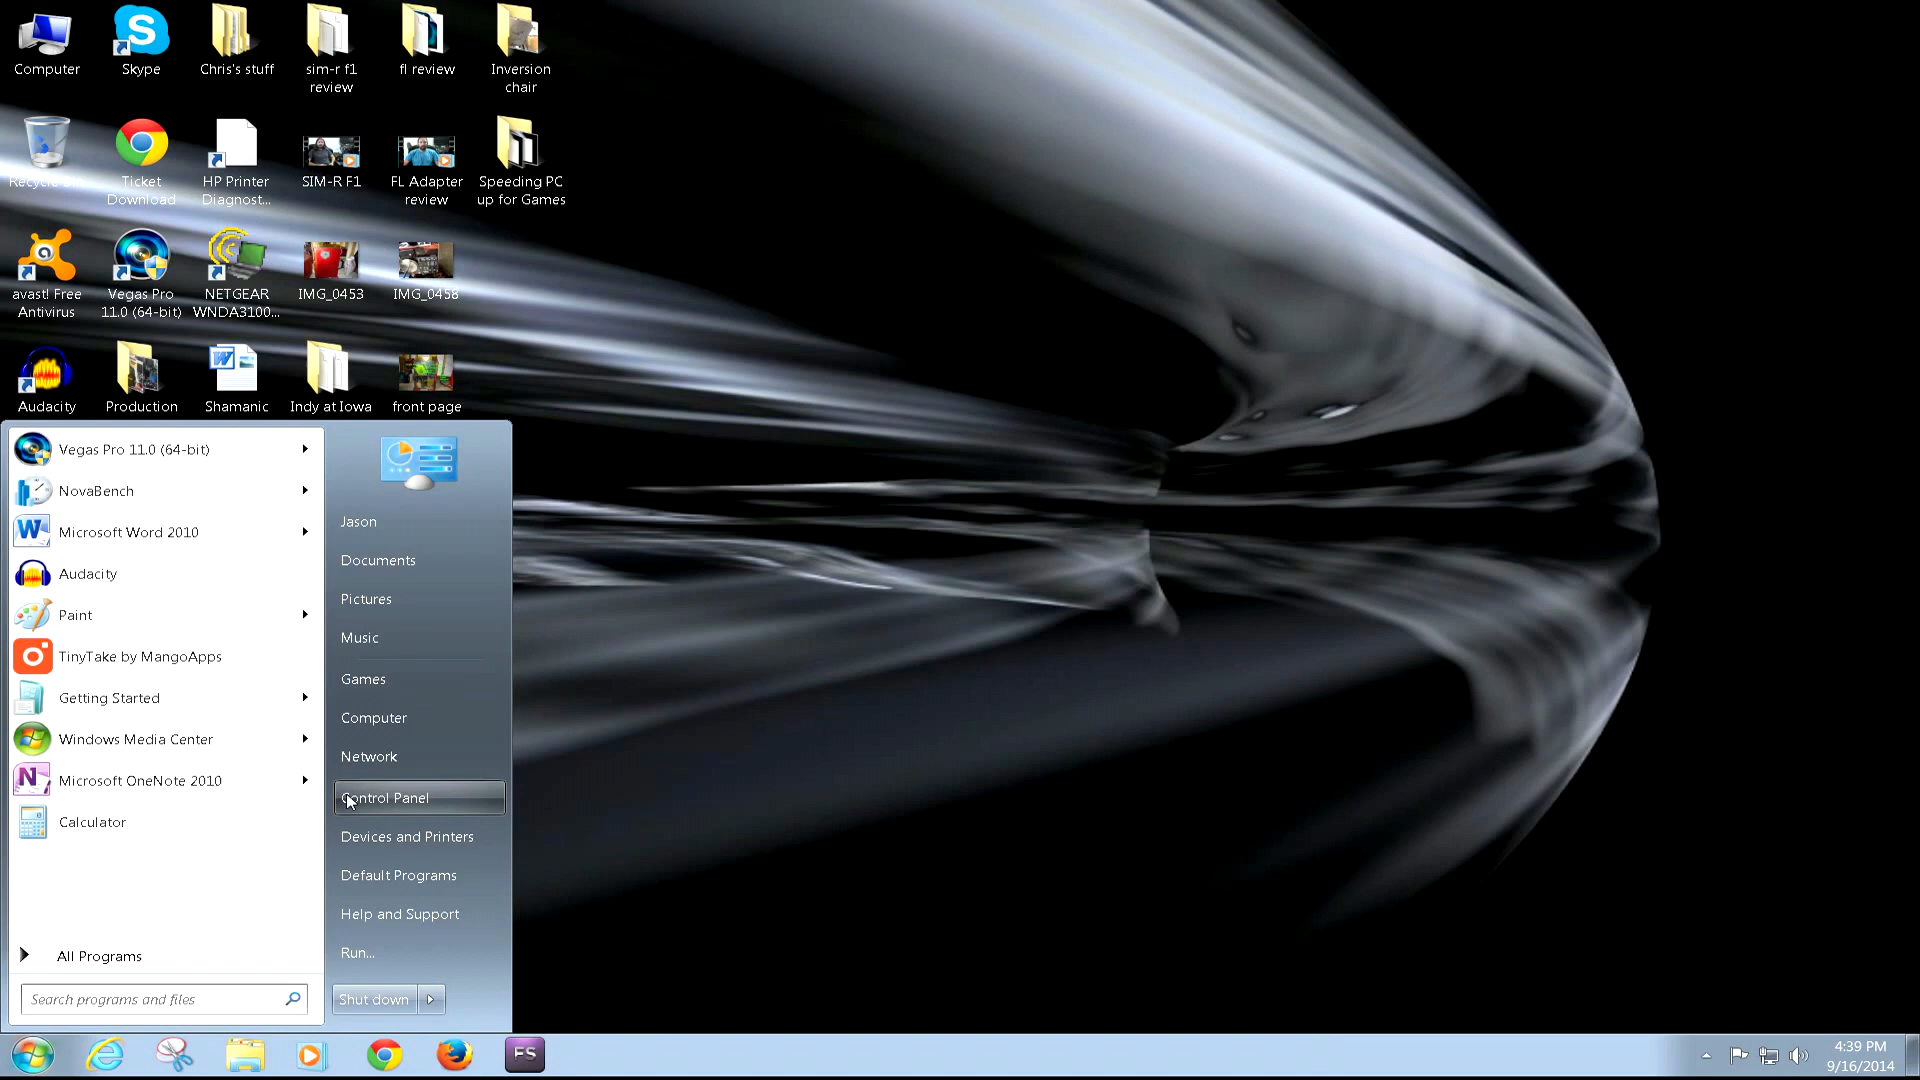 Computer
Skype
Chris's stuff
sim-r f1
review
fl review
Inversion
chair
Ticket
Download
HP Printer
Diagnost...
SIM-R F1
FL Adapter
review
Speeding PC
up for Games
avast! Free
Antivirus
Vegas Pro
11.0 (64-bit)
NETGEAR
WNDA3100...
IMG_0453
IMG_0458
Audacity
Production
Shamanic
Indy at Iowa
front page
Vegas Pro 11.0 (64-bit)
NovaBench
Microsoft Word 2010
Audacity
Paint
TinyTake by MangoApps
Getting Started
Windows Media Center
Microsoft OneNote 2010
Calculator
All Programs
Search programs and files
Jason
Documents
Pictures
Music
Games
Computer
Network
Control Panel
Devices and Printers
Default Programs
Help and Support
Run...
Shut down
FS
4:39 PM
9/16/2014